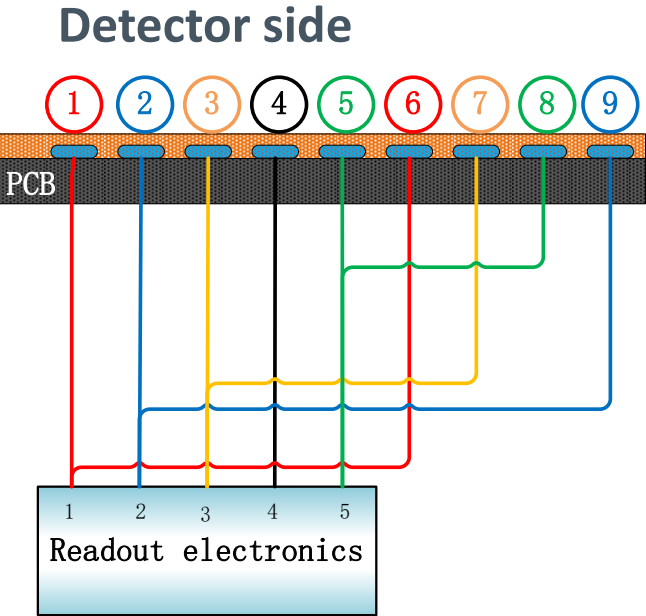 Detector side
1 2 3 4 5 6 7 8 9
PCB
1 2 3 4 5
Readout electronics